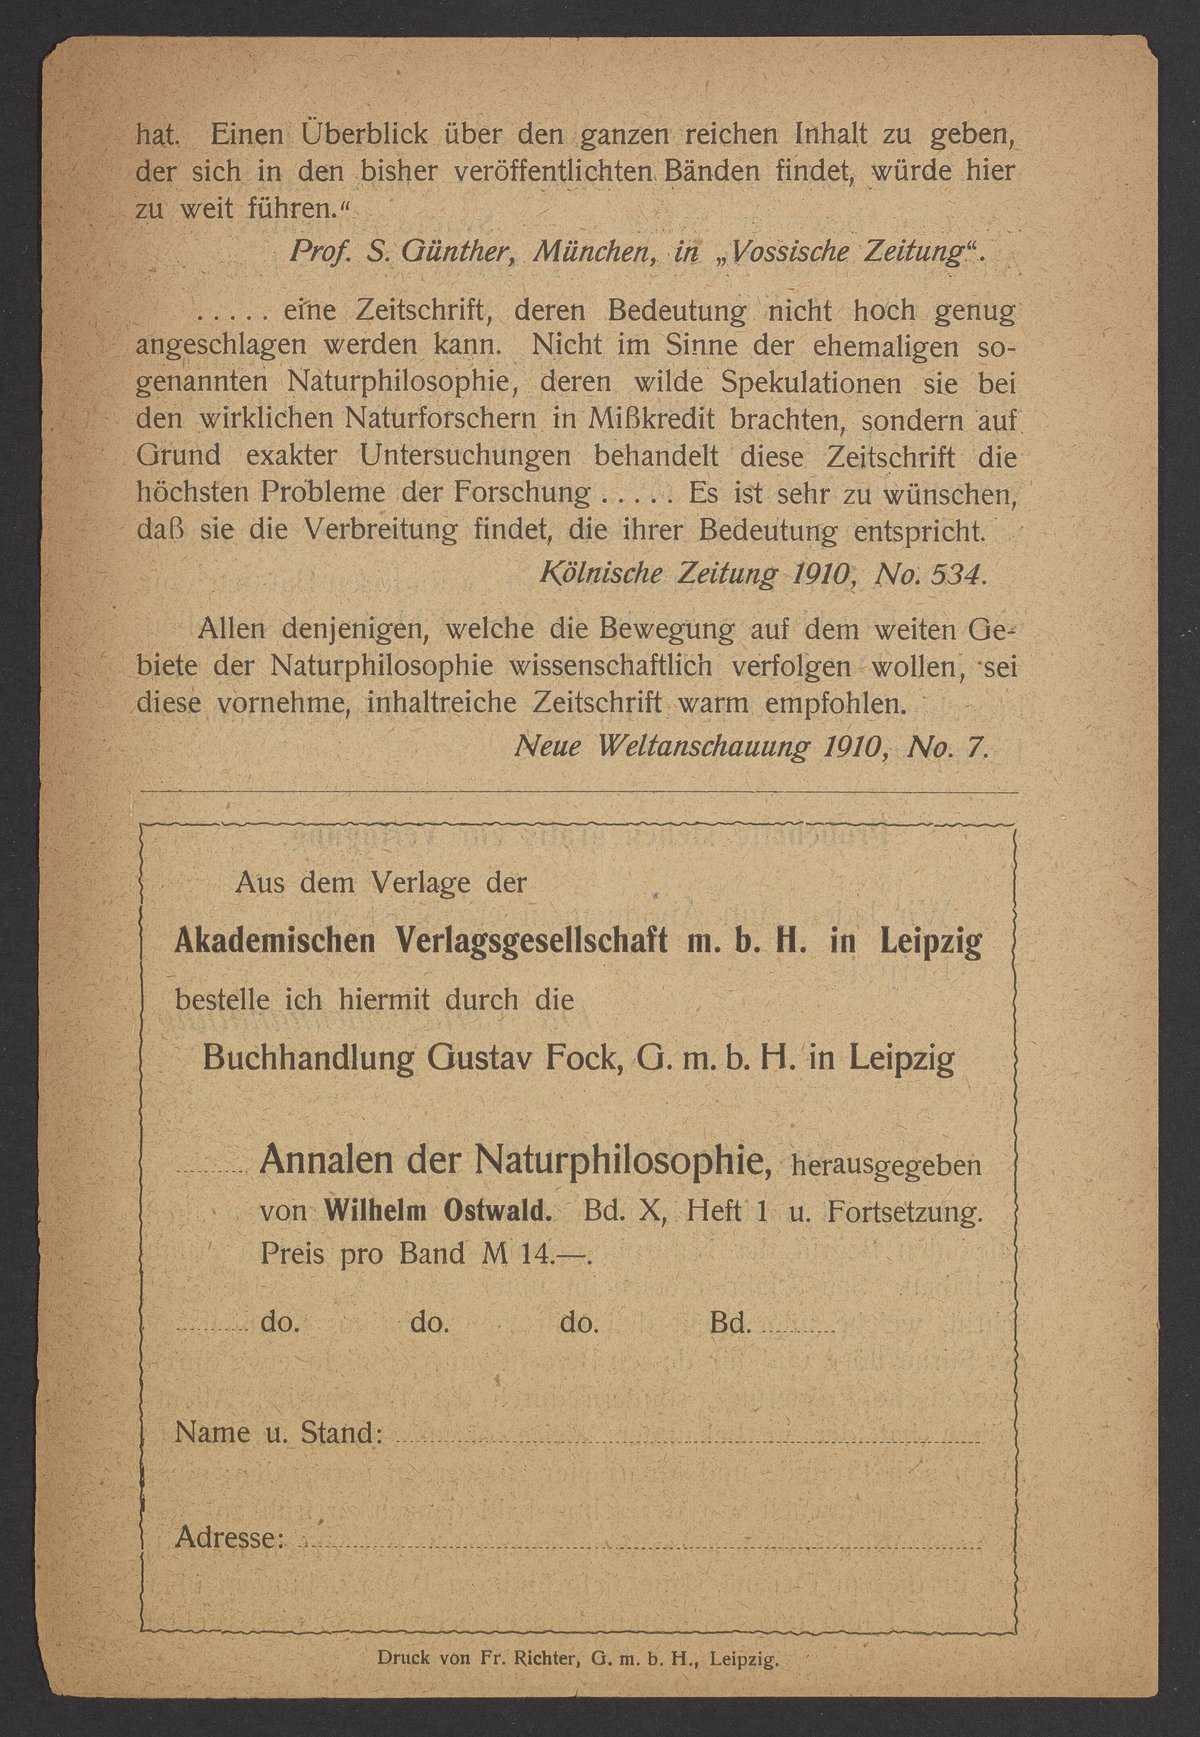 hat. Einen Überblick über den ganzen reichen Inhalt zu geben,
der sich in den bisher veröffentlichten Bänden findet, würde hier
zu weit führen.“
Prof. S. Günther, München, in „Vossische Zeitung“.
..... eine Zeitschrift, deren Bedeutung nicht hoch genug
angeschlagen werden kann. Nicht im Sinne der ehemaligen so-
genannten Naturphilosophie, deren wilde Spekulationen sie bei
den wirklichen Naturforschern in Mißkredit brachten, sondern auf
Grund exakter Untersuchungen behandelt diese Zeitschrift die
höchsten Probleme der Forschung ..... Es ist sehr zu wünschen,
daß sie die Verbreitung findet, die ihrer Bedeutung entspricht.
Kölnische Zeitung 1910, No. 534.
Allen denjenigen, welche die Bewegung auf dem weiten Ge-
biete der Naturphilosophie wissenschaftlich verfolgen wollen, sei
diese vornehme, inhaltreiche Zeitschrift warm empfohlen.
Neue Weltanschauung 1910, No. 7.
Aus dem Verlage der
Akademischen Verlagsgesellschaft m. b. H. in Leipzig
bestelle ich hiermit durch die
Buchhandlung Gustav Fock, G. m. b. H. in Leipzig
........ Annalen der Naturphilosophie, herausgegeben
von Wilhelm Ostwald. Bd. X, Heft 1 u. Fortsetzung.
Preis pro Band M 14.—.
........ do. do. do. Bd. ........
Name u. Stand: ........
Adresse: ........
Druck von Fr. Richter, G. m. b. H., Leipzig.